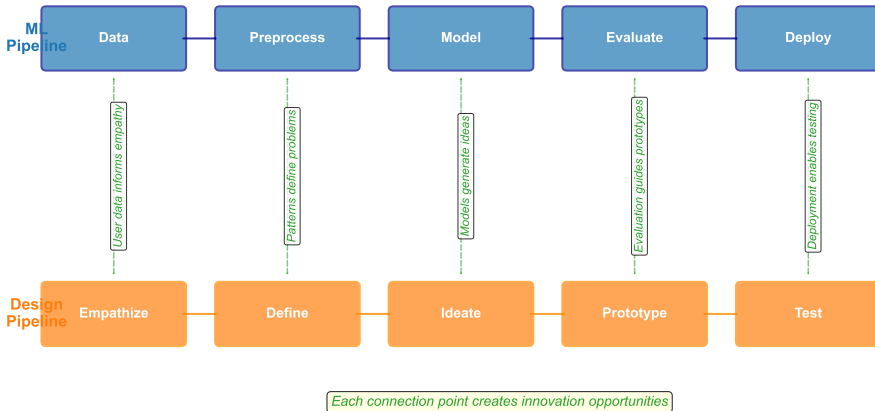 ML
Pipeline
Data
Preprocess
Model
Evaluate
Deploy
User data informs empathy
Patterns define problems
Models generate ideas
Evaluation guides prototypes
Deployment enables testing
Design
Pipeline
Empathize
Define
Ideate
Prototype
Test
Each connection point creates innovation opportunities